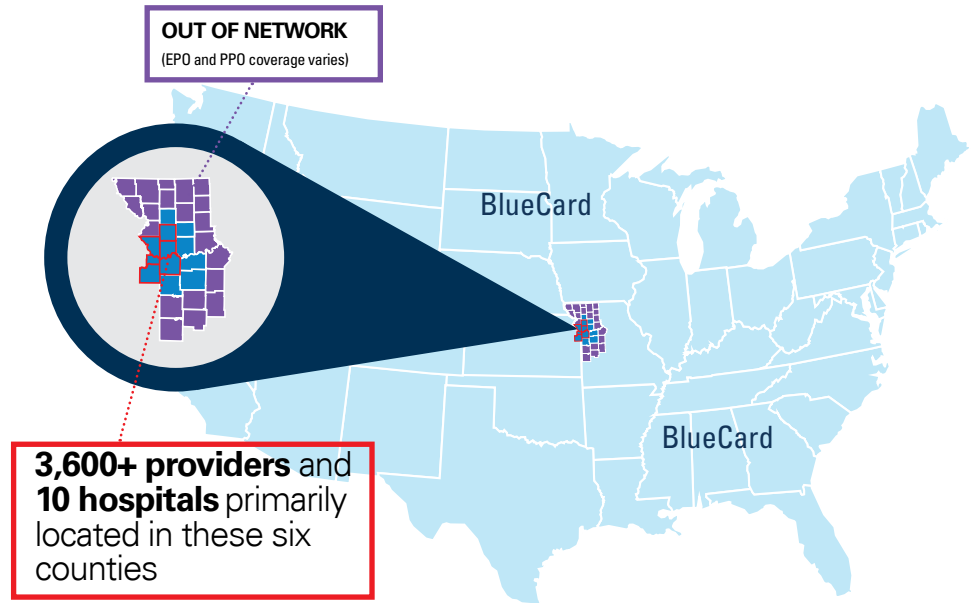 OUT OF NETWORK
(EPO and PPO coverage varies)
BlueCard
BlueCard
3,600+ providers and
10 hospitals primarily
located in these six
counties